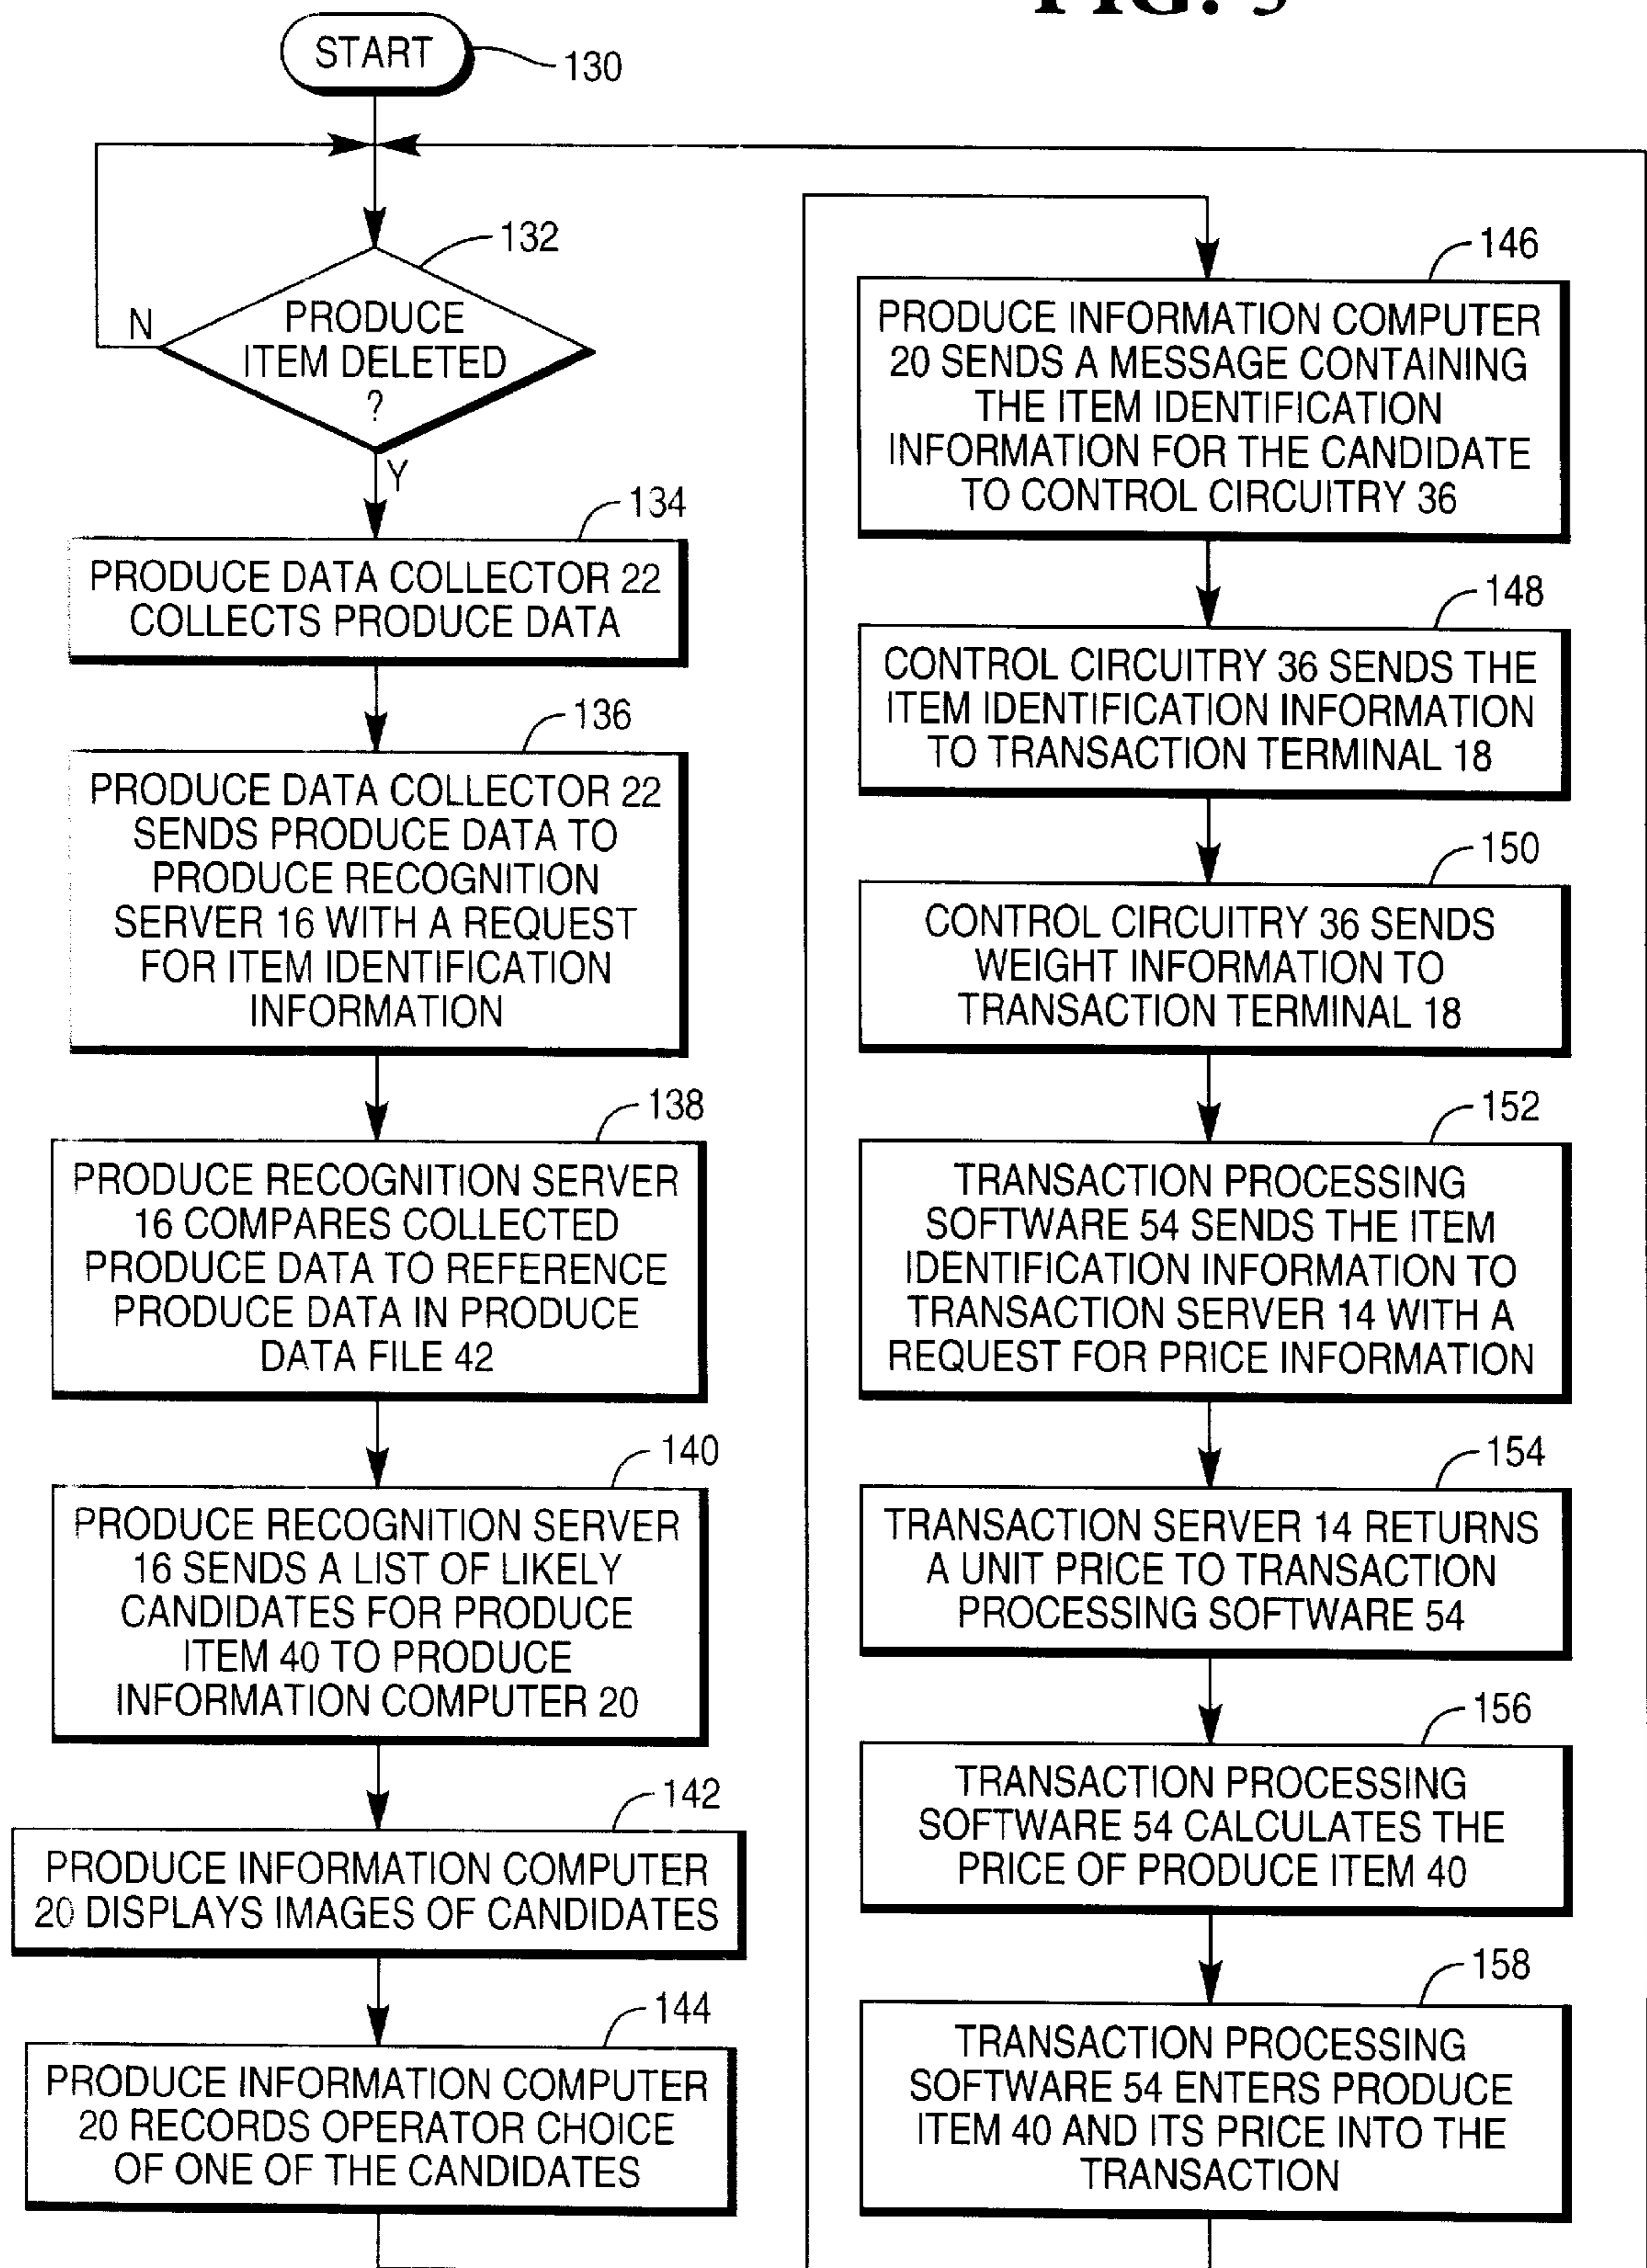 FIG. 5
START
130
132
PRODUCE
ITEM DELETED
?
N
Y
134
PRODUCE DATA COLLECTOR 22
COLLECTS PRODUCE DATA
136
PRODUCE DATA COLLECTOR 22
SENDS PRODUCE DATA TO
PRODUCE RECOGNITION
SERVER 16 WITH A REQUEST
FOR ITEM IDENTIFICATION
INFORMATION
138
PRODUCE RECOGNITION SERVER
16 COMPARES COLLECTED
PRODUCE DATA TO REFERENCE
PRODUCE DATA IN PRODUCE
DATA FILE 42
140
PRODUCE RECOGNITION SERVER
16 SENDS A LIST OF LIKELY
CANDIDATES FOR PRODUCE
ITEM 40 TO PRODUCE
INFORMATION COMPUTER 20
142
PRODUCE INFORMATION COMPUTER
20 DISPLAYS IMAGES OF CANDIDATES
144
PRODUCE INFORMATION COMPUTER
20 RECORDS OPERATOR CHOICE
OF ONE OF THE CANDIDATES
146
PRODUCE INFORMATION COMPUTER
20 SENDS A MESSAGE CONTAINING
THE ITEM IDENTIFICATION
INFORMATION FOR THE CANDIDATE
TO CONTROL CIRCUITRY 36
148
CONTROL CIRCUITRY 36 SENDS THE
ITEM IDENTIFICATION INFORMATION
TO TRANSACTION TERMINAL 18
150
CONTROL CIRCUITRY 36 SENDS
WEIGHT INFORMATION TO
TRANSACTION TERMINAL 18
152
TRANSACTION PROCESSING
SOFTWARE 54 SENDS THE ITEM
IDENTIFICATION INFORMATION TO
TRANSACTION SERVER 14 WITH A
REQUEST FOR PRICE INFORMATION
154
TRANSACTION SERVER 14 RETURNS
A UNIT PRICE TO TRANSACTION
PROCESSING SOFTWARE 54
156
TRANSACTION PROCESSING
SOFTWARE 54 CALCULATES THE
PRICE OF PRODUCE ITEM 40
158
TRANSACTION PROCESSING
SOFTWARE 54 ENTERS PRODUCE
ITEM 40 AND ITS PRICE INTO THE
TRANSACTION